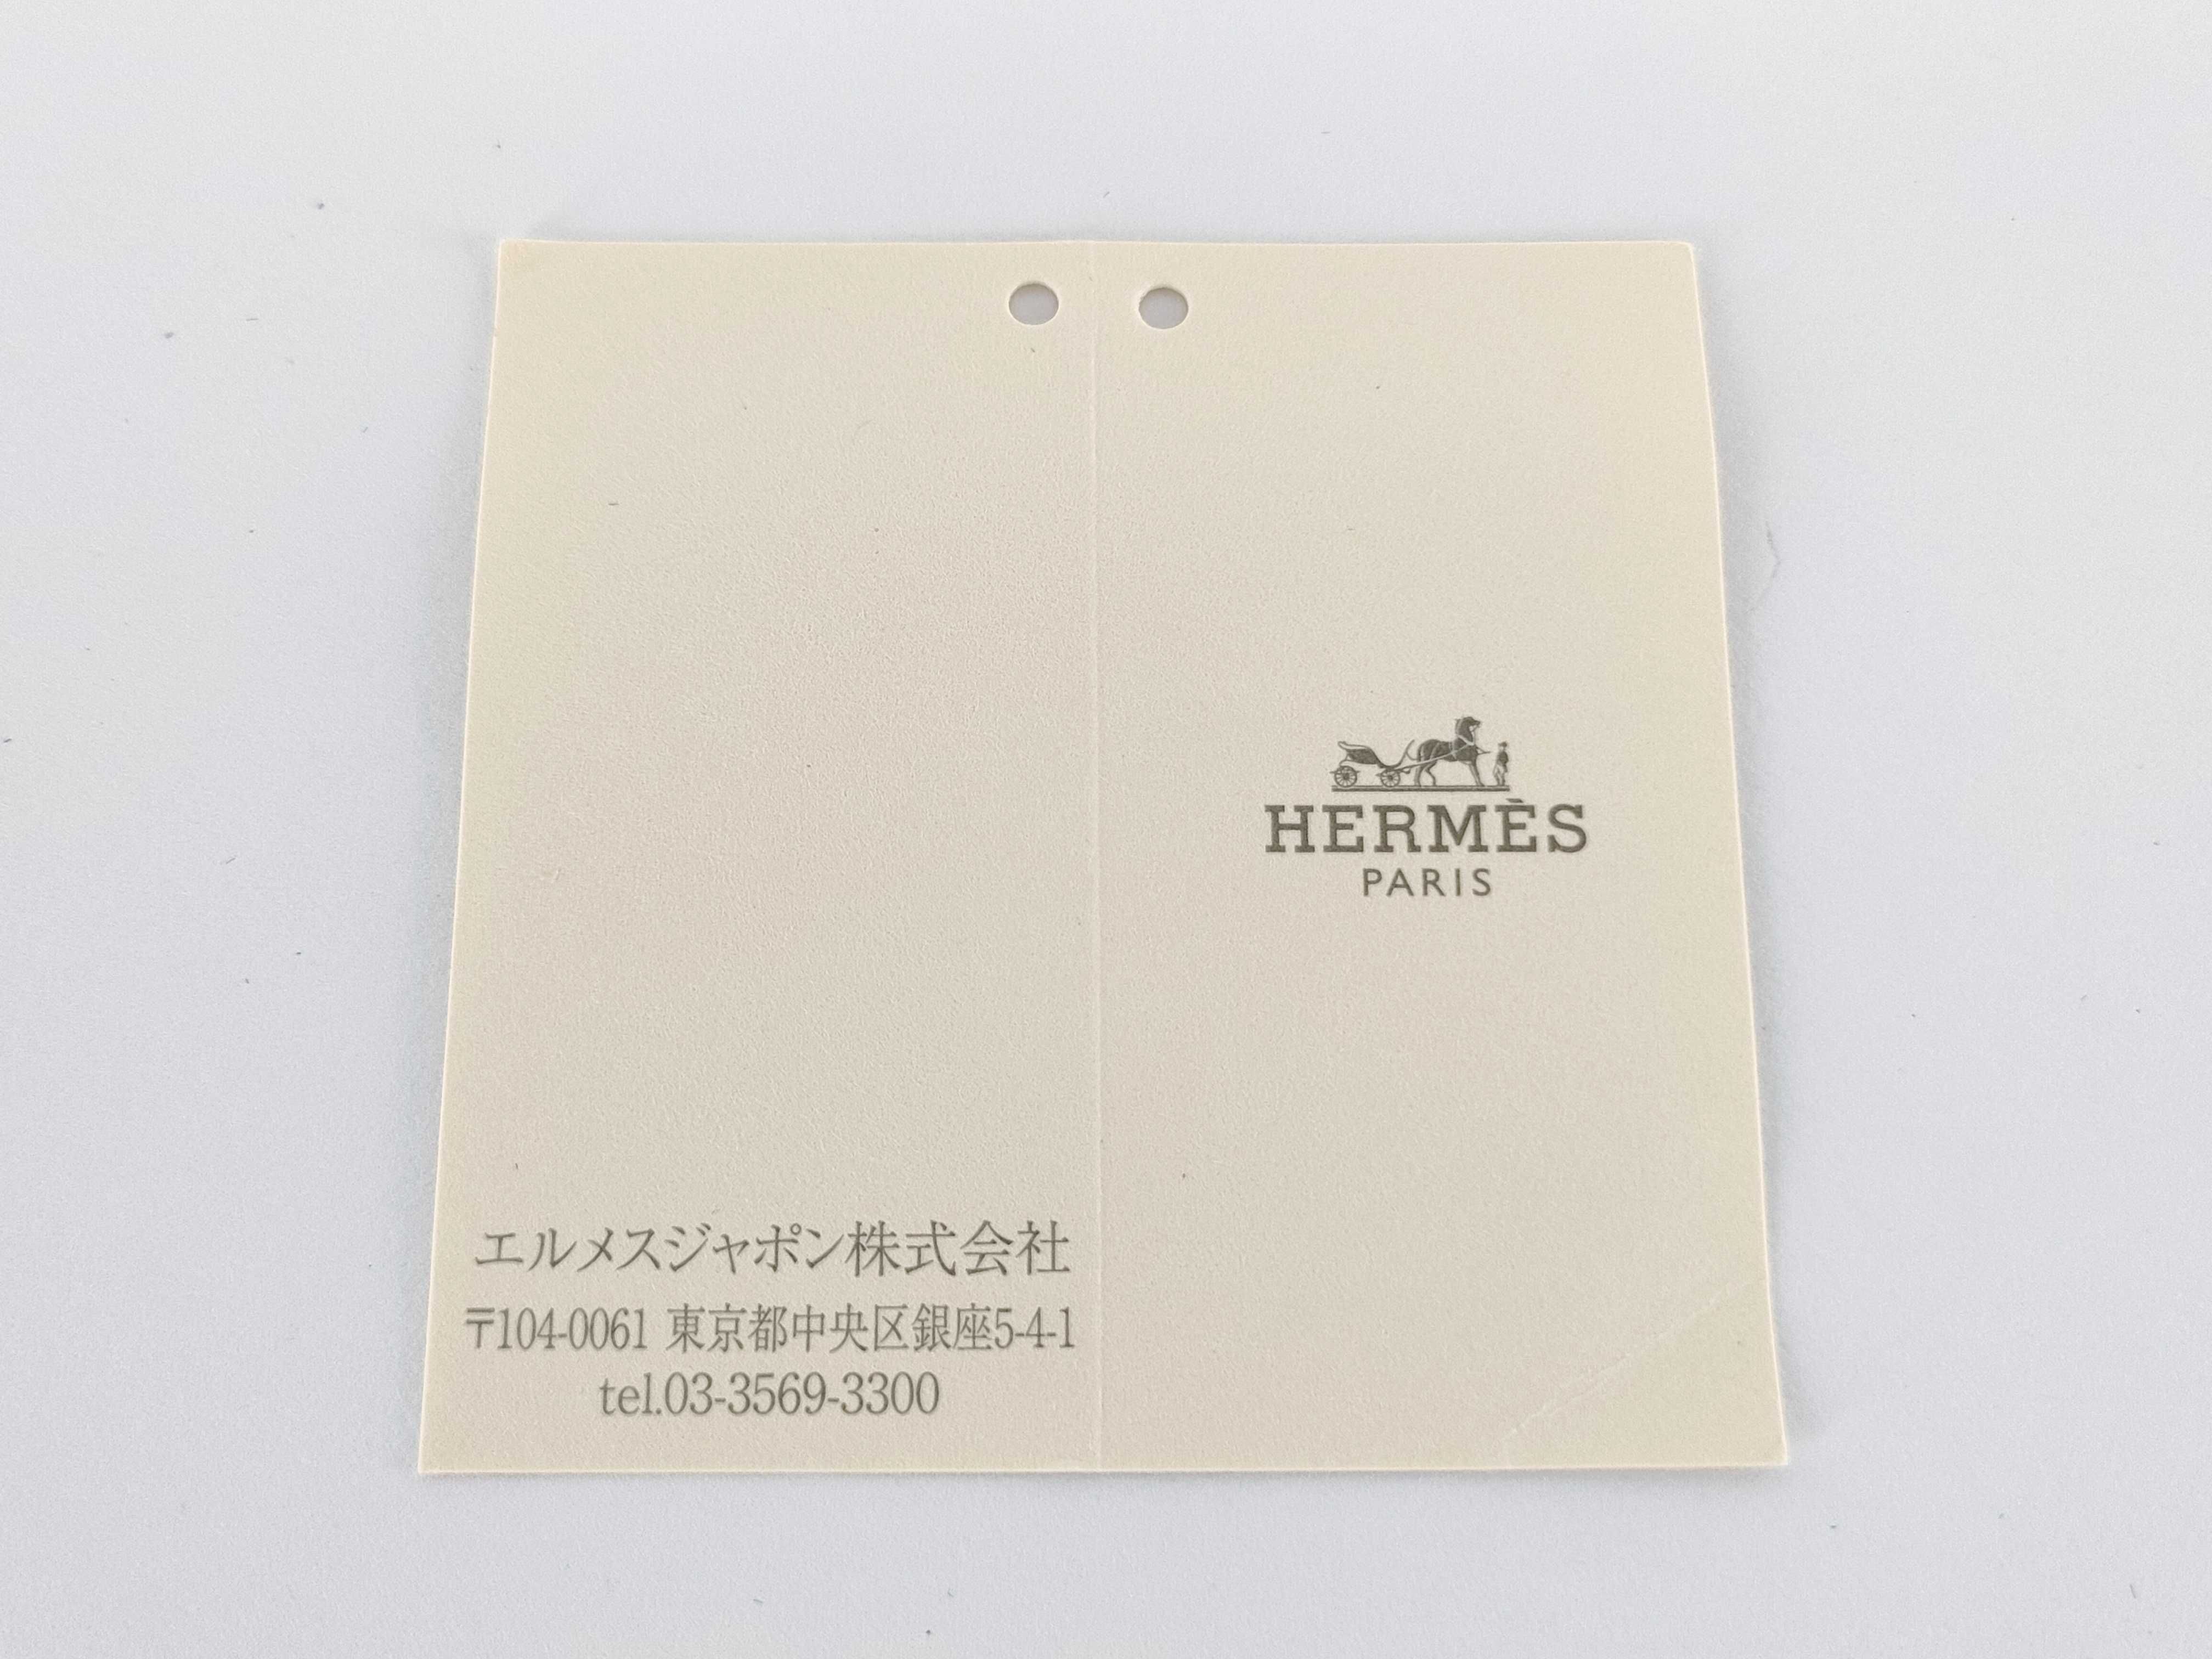 HERMÈS
PARIS
エルメスジャポン株式会社
〒104-0061 東京都中央区銀座5-4-1
tel.03-3569-3300